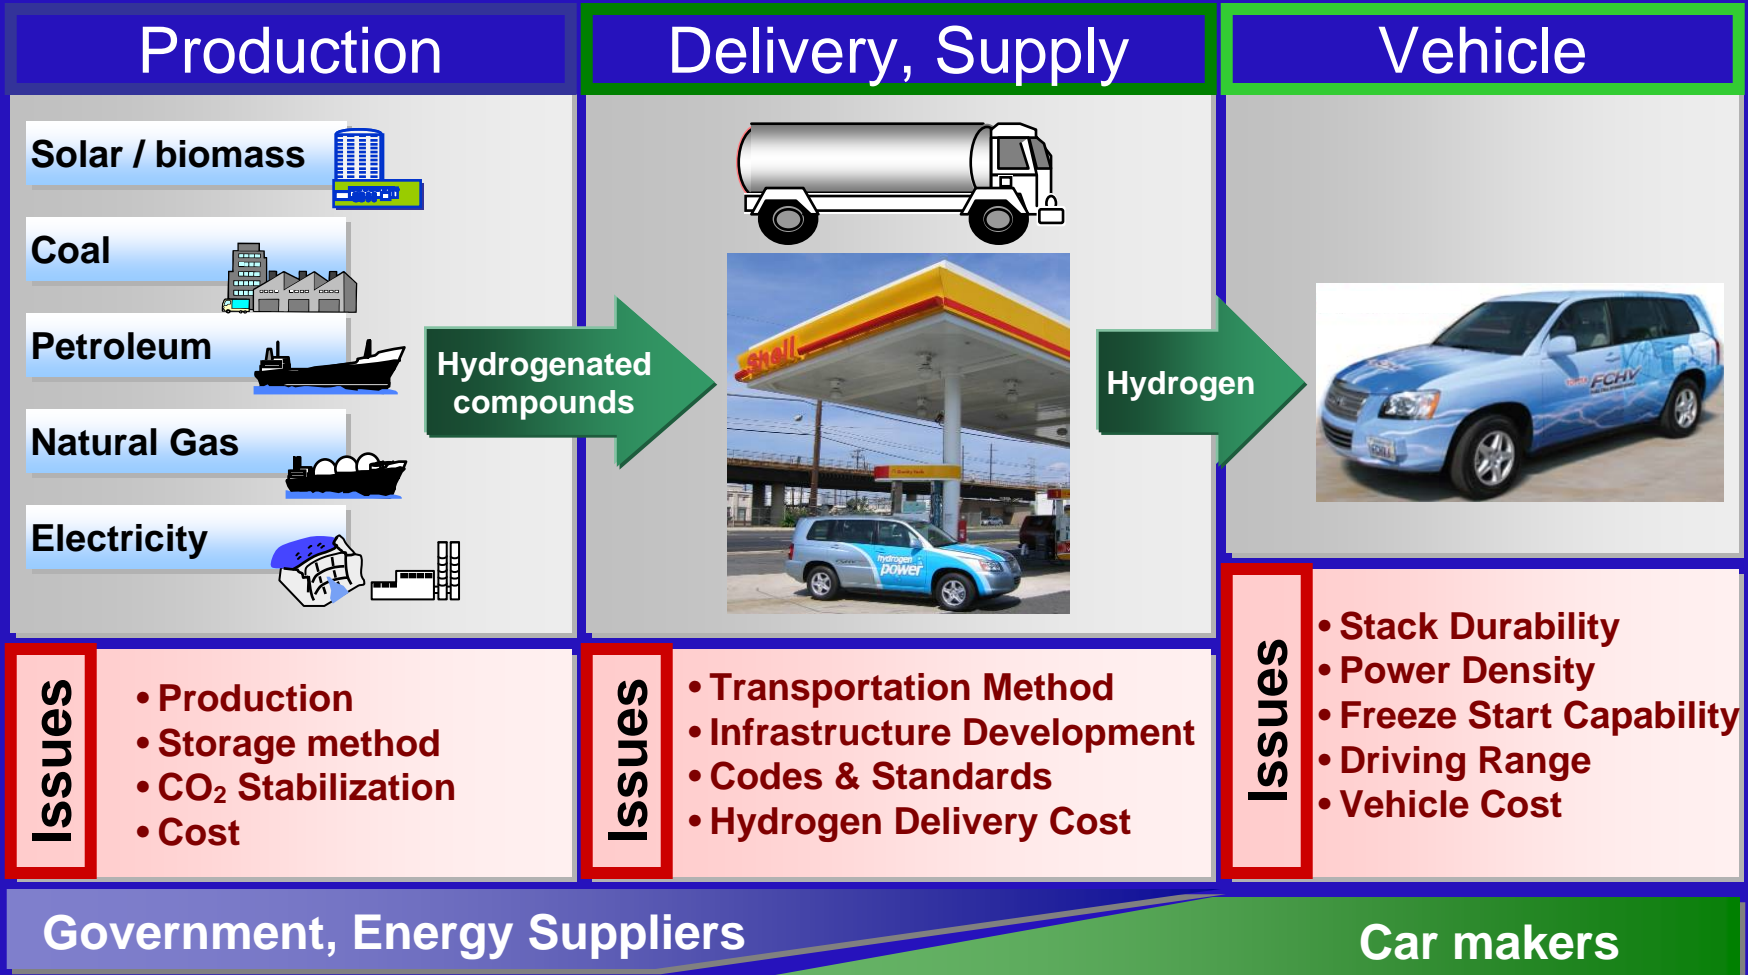 Production
Delivery, Supply
Vehicle
Solar / biomass
Coal
Petroleum
Natural Gas
Electricity
Hydrogenated
compounds
Shell
hydrogen
power
Hydrogen
FCHV
Issues
• Production
• Storage method
• CO₂ Stabilization
• Cost
Issues
• Transportation Method
• Infrastructure Development
• Codes & Standards
• Hydrogen Delivery Cost
Issues
• Stack Durability
• Power Density
• Freeze Start Capability
• Driving Range
• Vehicle Cost
Government, Energy Suppliers
Car makers